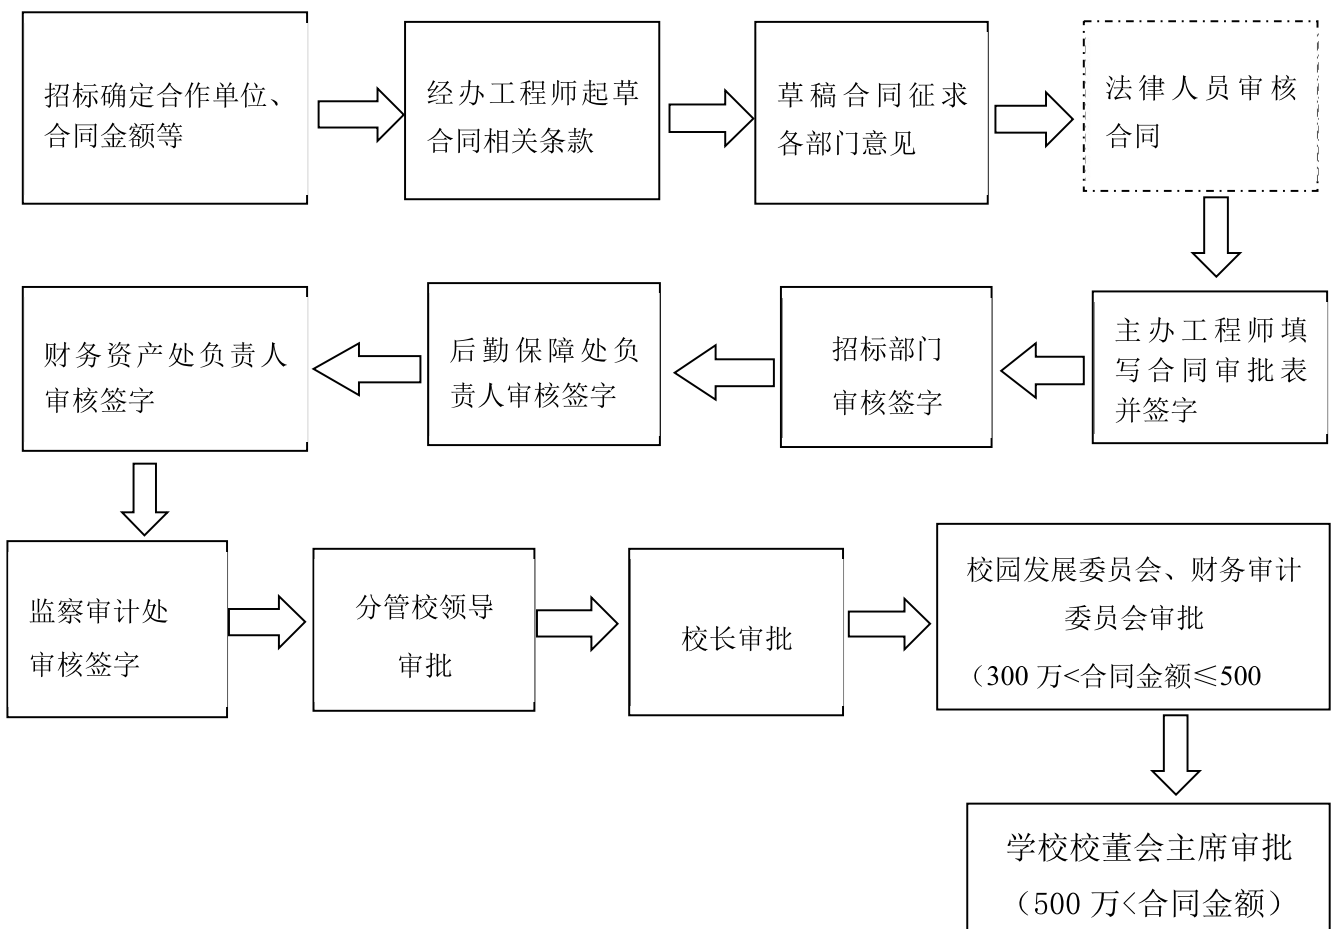 招标确定合作单位、
合同金额等
经办工程师起草
合同相关条款
草稿合同征求
各部门意见
法律人员审核
合同
主办工程师填
写合同审批表
并签字
招标部门
审核签字
后勤保障处负
责人审核签字
财务资产处负责人
审核签字
监察审计处
审核签字
分管校领导
审批
校长审批
校园发展委员会、财务审计
委员会审批
（300 万<合同金额≤500
学校校董会主席审批
（500 万<合同金额）